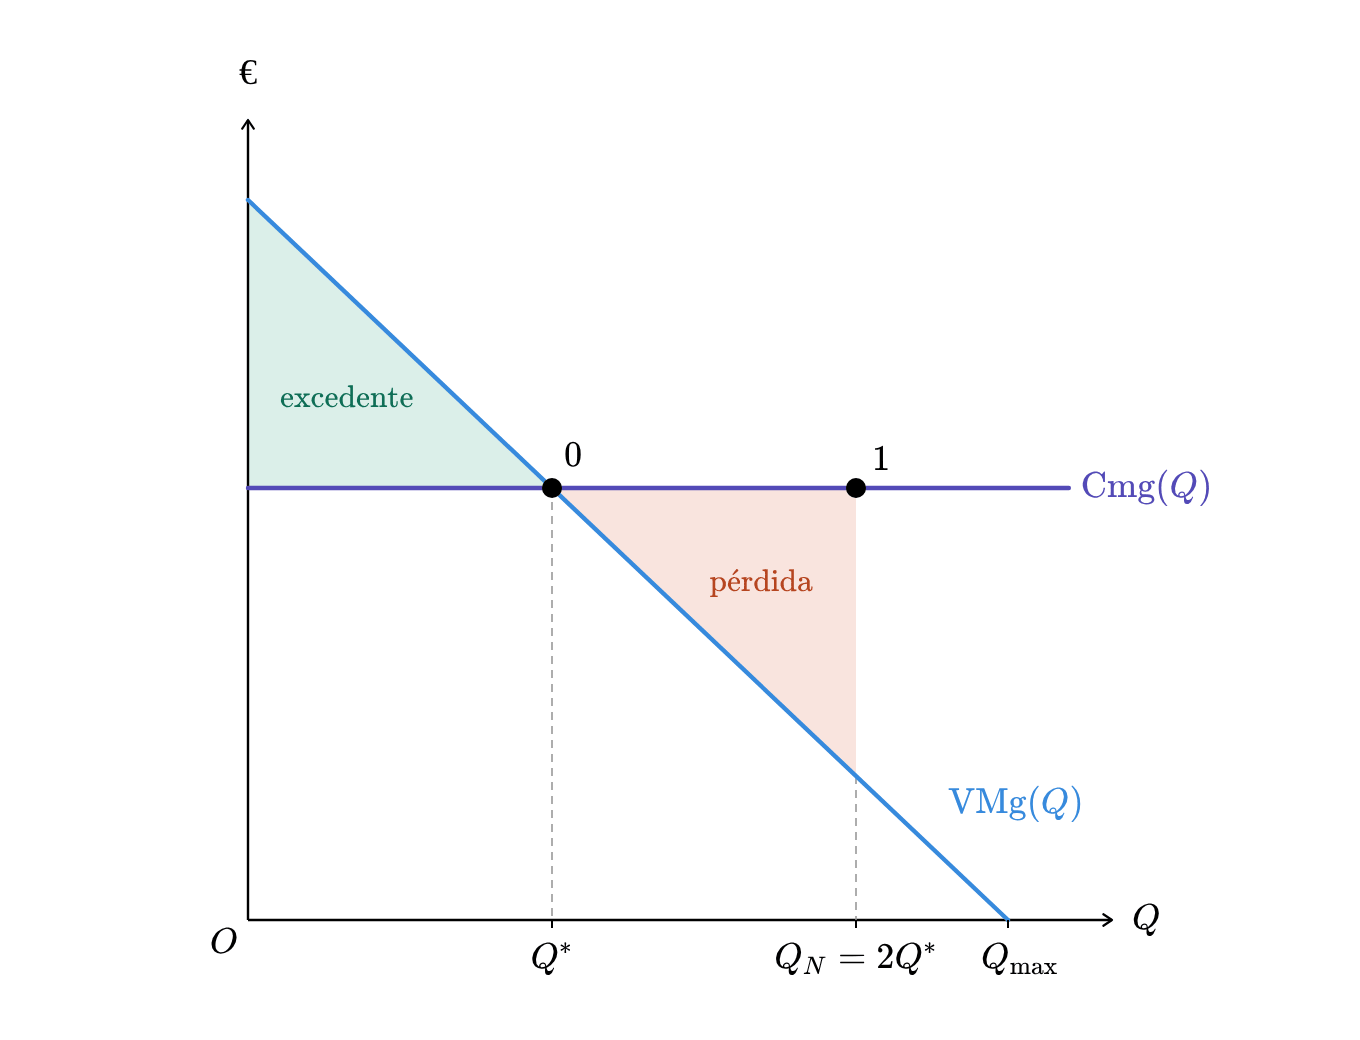 €
excedente
0
1
Cmg(Q)
pérdida
VMg(Q)
O
Q*
Q_N = 2Q*
Q_max
Q